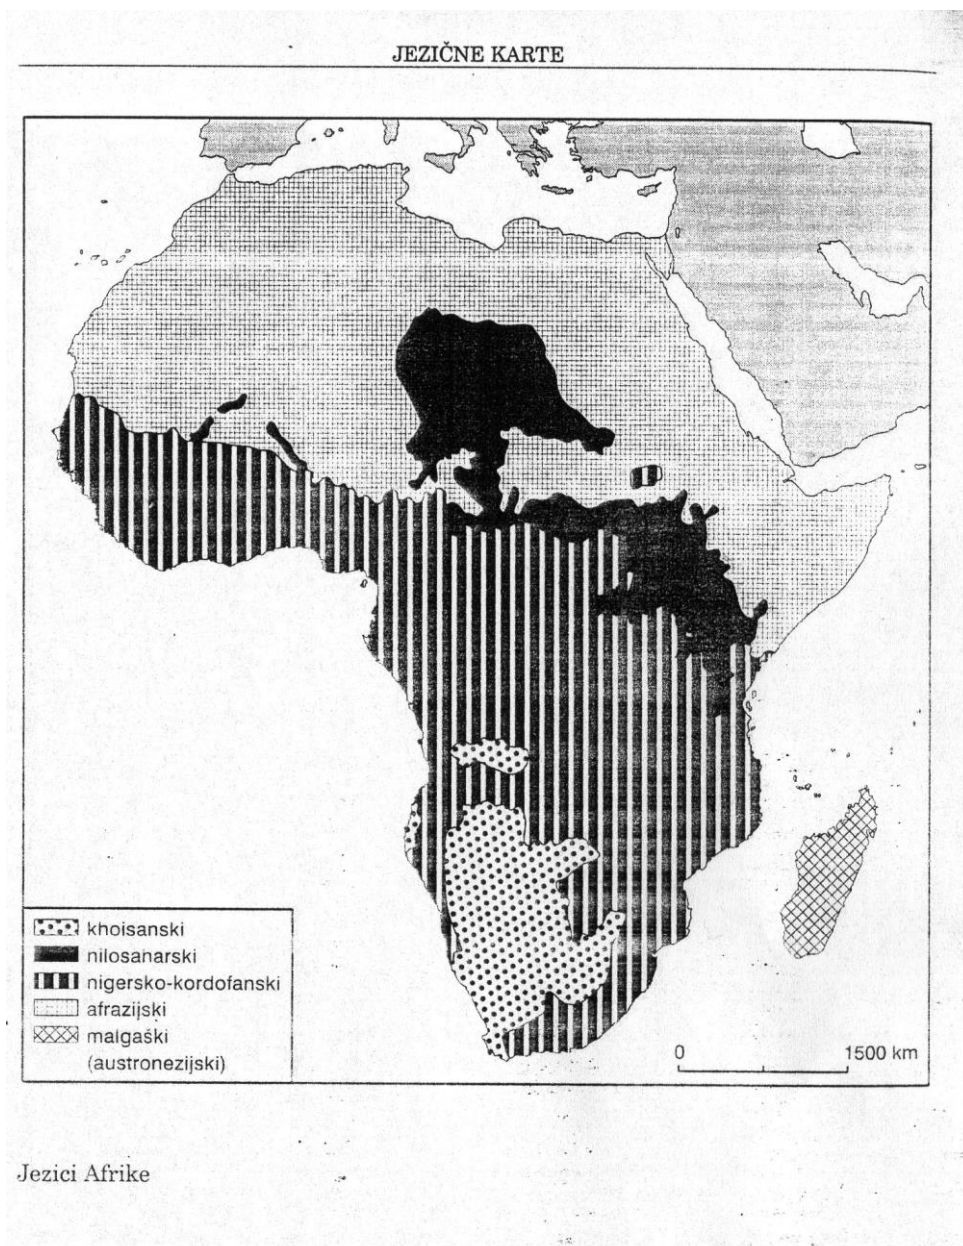 JEZIČNE KARTE
khoisanski
nilosaharski
nigersko-kordofanski
afrazijski
malgaški
(austronezijski)
0 1500 km
Jezici Afrike